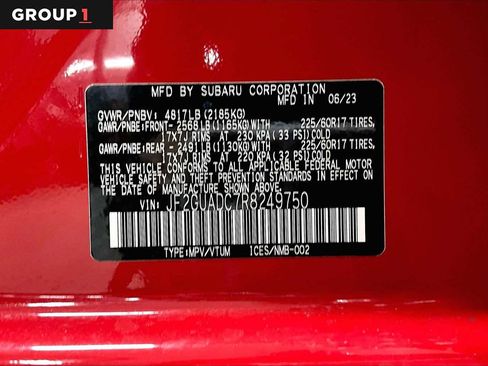 GROUP 1
MFD BY SUBARU CORPORATION
IN 06/23
GVWR/PNBV: 4817LB(2185KG)
GAWR/PNBE:FRONT- 2568LB(1165KG)WITH 225/60R17 TIRES,
17X7J RIMS AT 230 KPA( 33 PSI)COLD
GAWR/PNBE:REAR - 2491LB(1130KG)WITH 225/60R17 TIRES,
17X7J RIMS AT 220 KPA( 32 PSI)COLD
THIS VEHICLE CONFORMS TO ALL APPLICABLE FEDERAL MOTOR
VEHICLE SAFETY AND THEFT PREVENTION STANDARDS IN
EFFECT ON THE DATE OF MANUFACTURE SHOWN ABOVE.
VIN: JF2GUADC7R8249750
TYPE:MPV/VTUM ICES/NMB-002